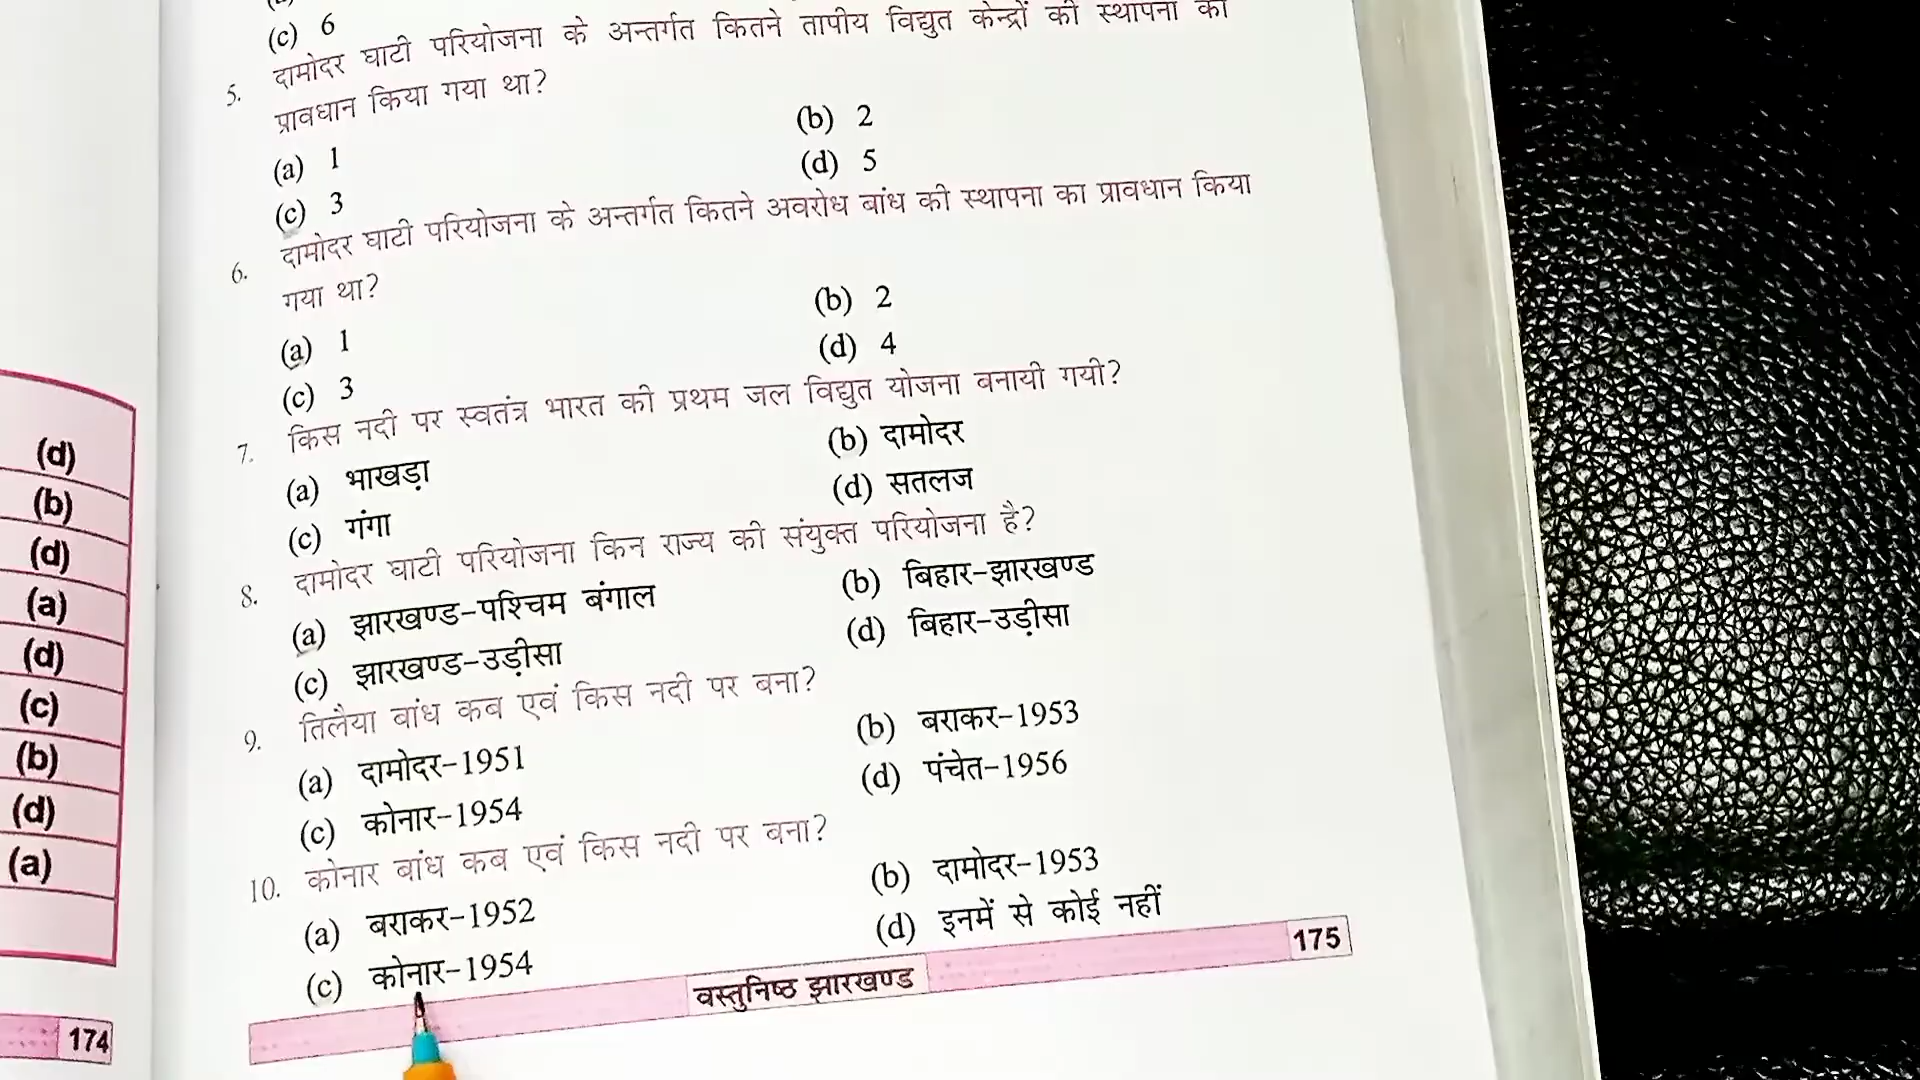 (c) 6
5. दामोदर घाटी परियोजना के अन्तर्गत कितने तापीय विद्युत केन्द्रों की स्थापना का
प्रावधान किया गया था?
(a) 1
(b) 2
(c) 3
(d) 5
6. दामोदर घाटी परियोजना के अन्तर्गत कितने अवरोध बांध की स्थापना का प्रावधान किया
गया था?
(a) 1
(b) 2
(c) 3
(d) 4
7. किस नदी पर स्वतंत्र भारत की प्रथम जल विद्युत योजना बनायी गयी?
(a) भाखड़ा
(b) दामोदर
(c) गंगा
(d) सतलज
8. दामोदर घाटी परियोजना किन राज्य की संयुक्त परियोजना है?
(a) झारखण्ड-पश्चिम बंगाल
(b) बिहार-झारखण्ड
(c) झारखण्ड-उड़ीसा
(d) बिहार-उड़ीसा
9. तिलैया बांध कब एवं किस नदी पर बना?
(a) दामोदर-1951
(b) बराकर-1953
(c) कोनार-1954
(d) पंचेत-1956
10. कोनार बांध कब एवं किस नदी पर बना?
(a) बराकर-1952
(b) दामोदर-1953
(c) कोनार-1954
(d) इनमें से कोई नहीं
वस्तुनिष्ठ झारखण्ड 175
(d)
(b)
(d)
(a)
(d)
(c)
(b)
(d)
(a)
174